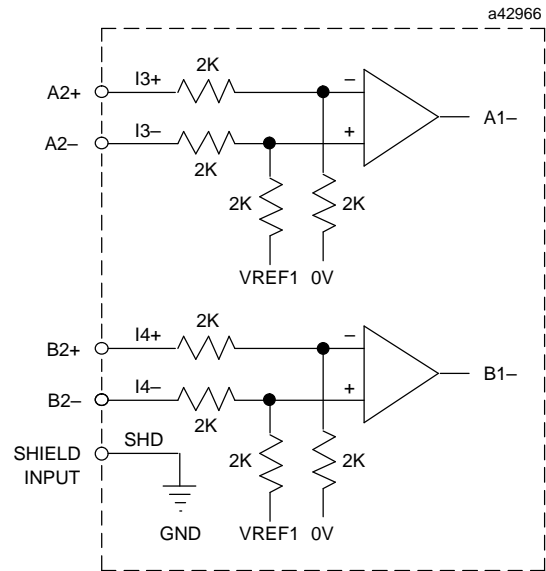 a42966
A2+ I3+ 2K – A1–
A2– I3– 2K +
2K 2K
VREF1 0V
B2+ I4+ 2K – B1–
B2– I4– 2K +
SHIELD INPUT SHD 2K 2K
GND VREF1 0V